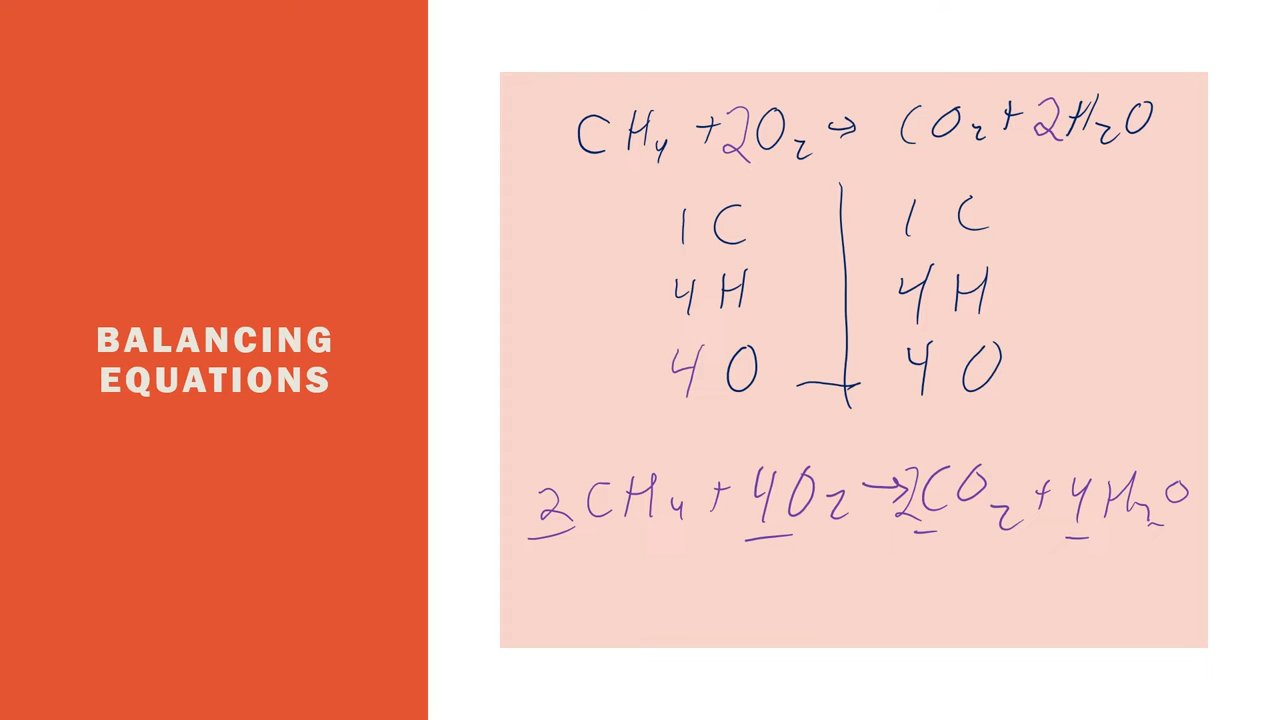 BALANCING
EQUATIONS
CH₄ + 2O₂ → CO₂ + 2H₂O
1 C 1 C
4 H 4 H
4 O 4 O
2CH₄ + 4O₂ → 2CO₂ + 4H₂O